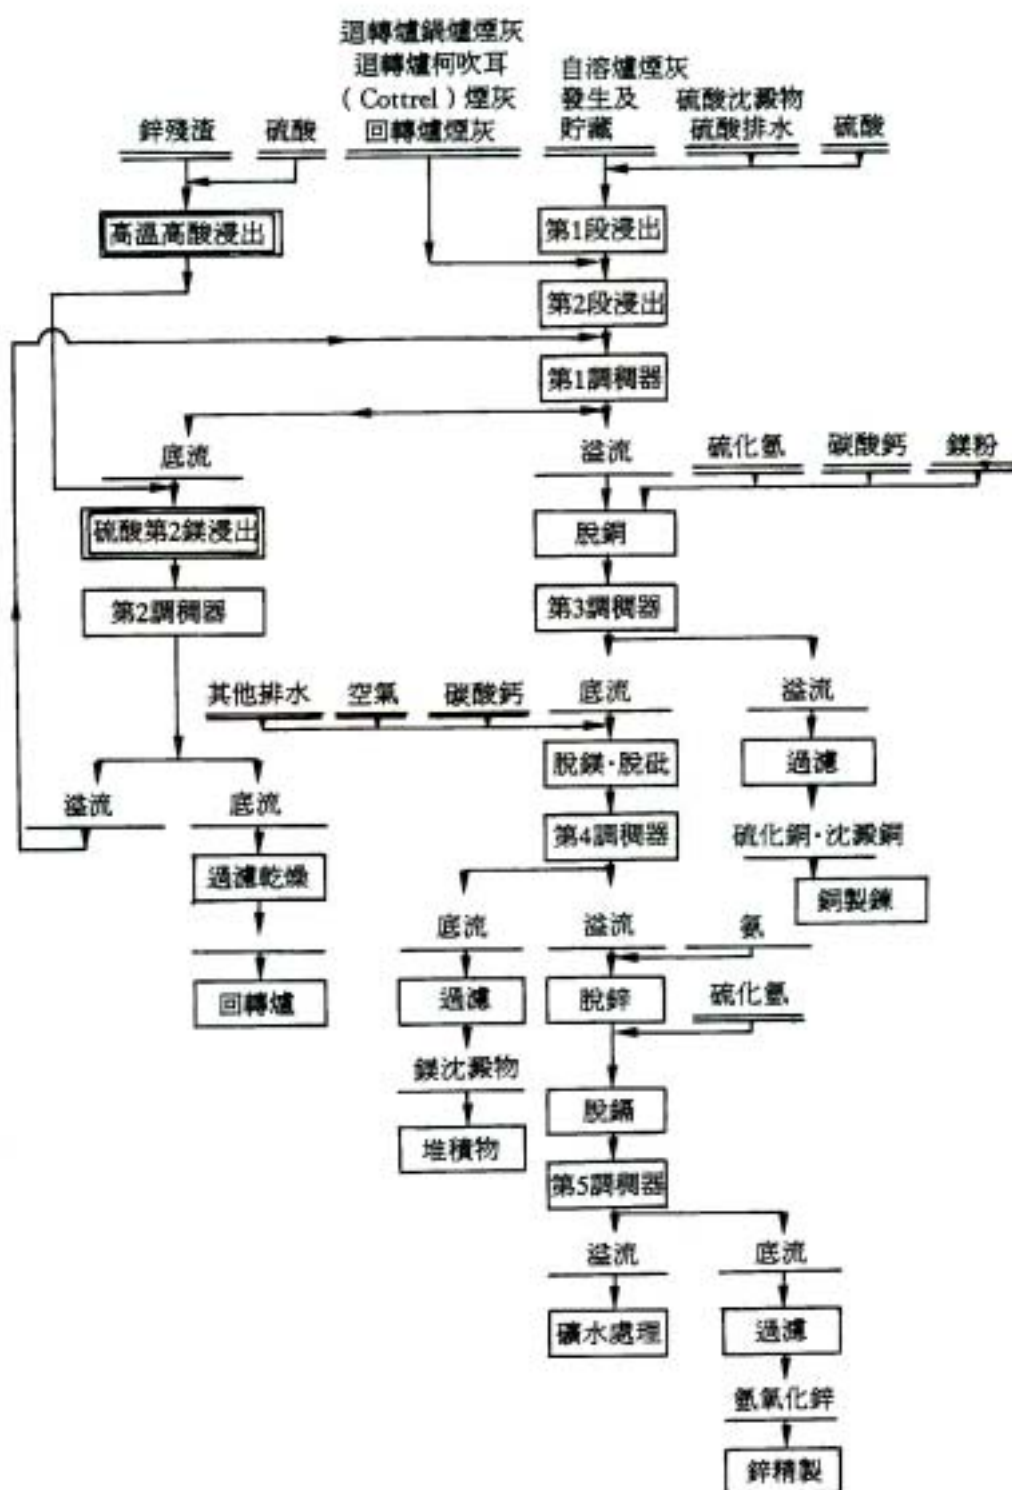 迴轉爐鍋爐煙灰
迴轉爐柯吹耳
(Cottrel)煙灰
回轉爐煙灰
自溶爐煙灰
發生及
貯藏
硫酸沈澱物
硫酸排水
硫酸
鋅殘渣
硫酸
高溫高酸浸出
第1段浸出
第2段浸出
第1調稠器
底流
溢流
硫化氫
碳酸鈣
鎂粉
硫酸第2鎂浸出
脫銅
第2調稠器
第3調稠器
其他排水
空氣
碳酸鈣
底流
溢流
脫鎂·脫砒
過濾
溢流
底流
第4調稠器
硫化銅·沈澱銅
過濾乾燥
銅製鍊
底流
溢流
氨
回轉爐
過濾
脫鋅
硫化氫
鎂沈澱物
脫鎘
堆積物
第5調稠器
溢流
底流
礦水處理
過濾
氫氧化鋅
鋅精製